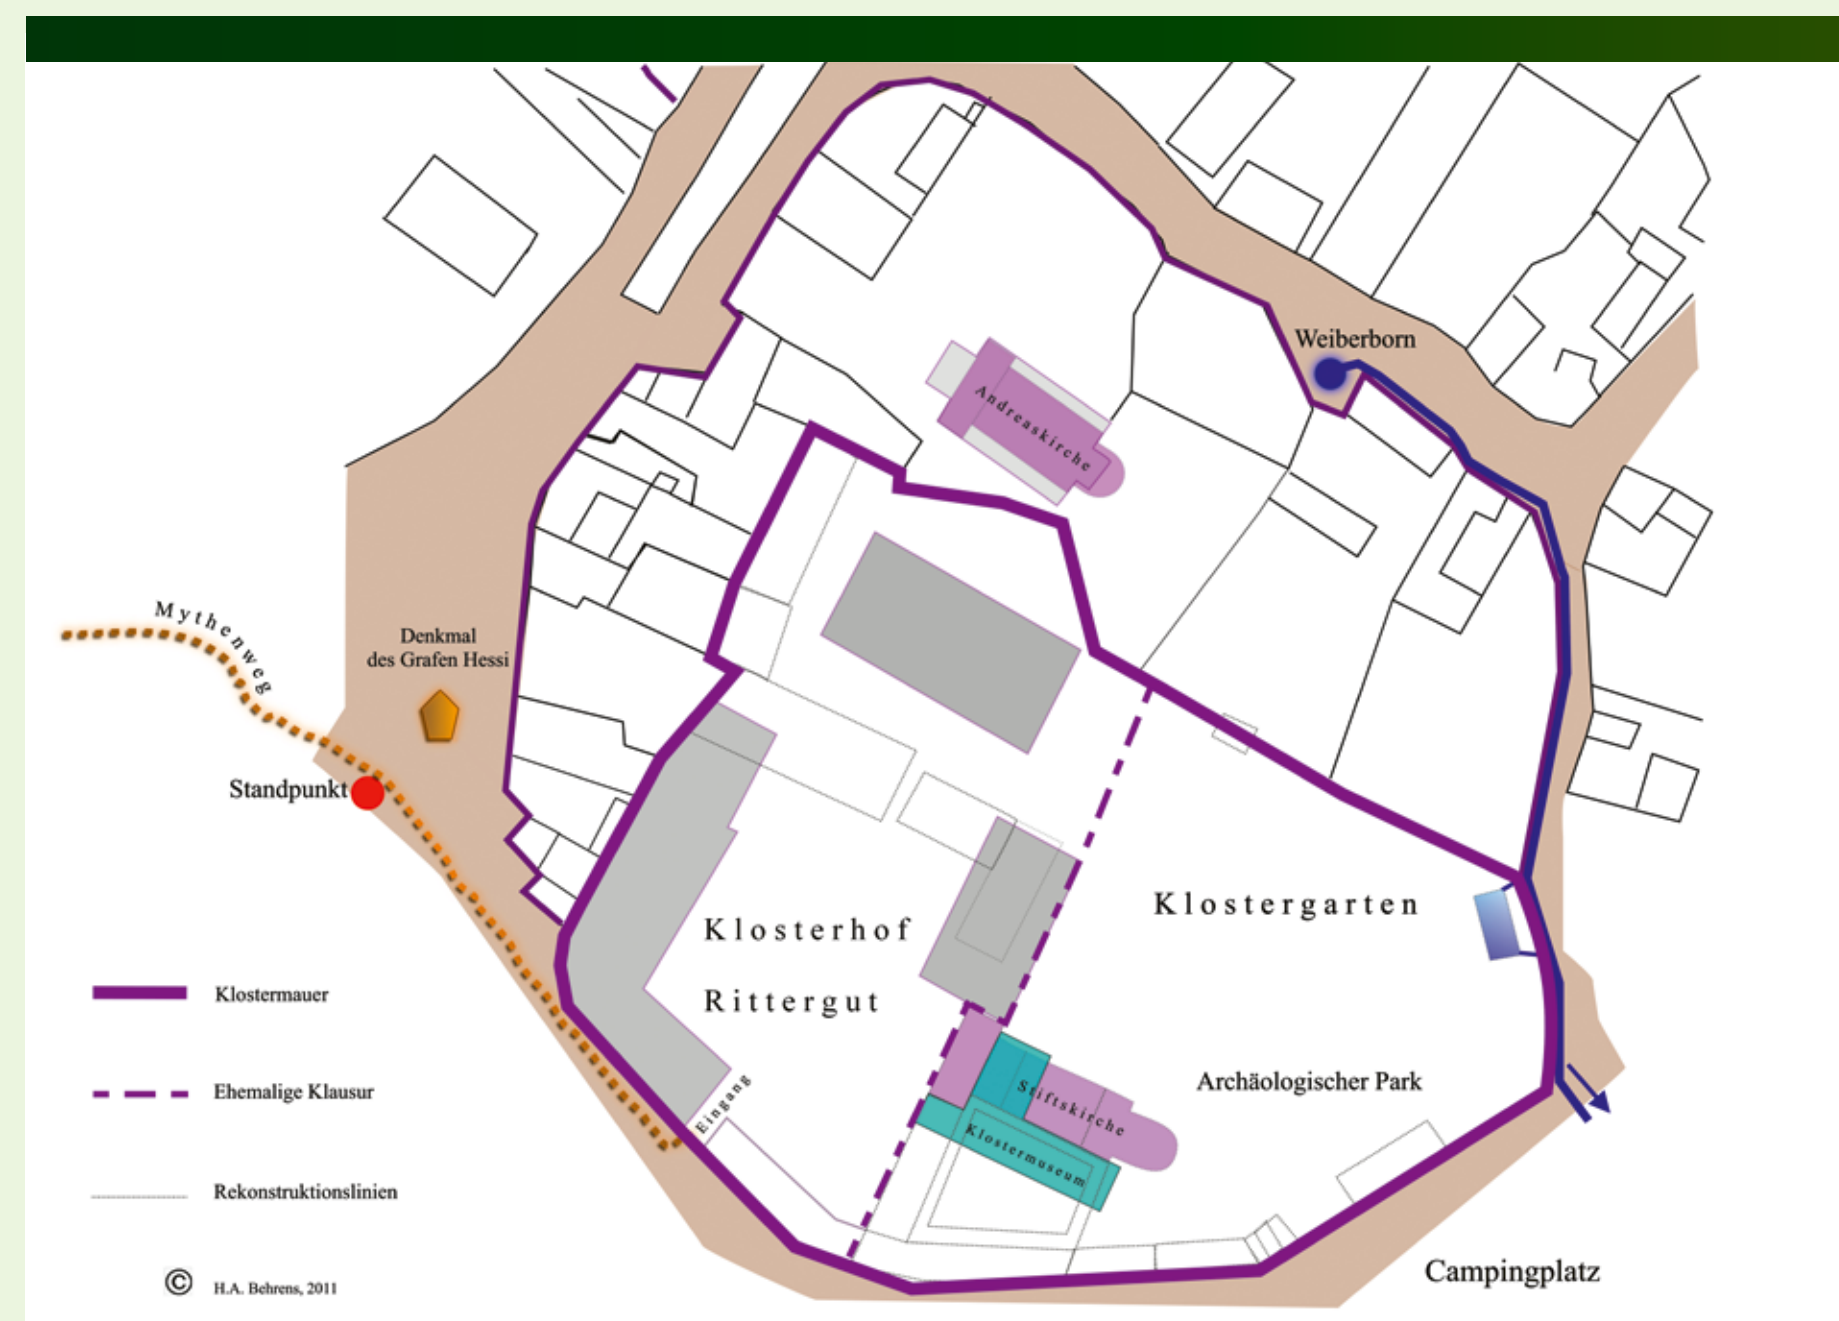 Weiberborn
Andreaskirche
Mythenweg
Denkmal
des Grafen Hessi
Standpunkt
Klosterhof
Rittergut
Klostergarten
Klostermauer
Ehemalige Klausur
Rekonstruktionslinien
Eingang
Stiftskirche
Klostermuseum
Archäologischer Park
Campingplatz
© H.A. Behrens, 2011